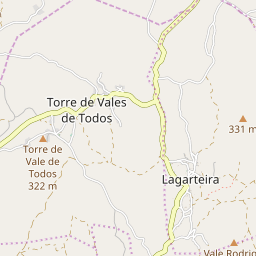 Torre de Vales
de Todos
331 m
Torre de
Vale de
Todos
322 m
Lagarteira
Vale Rodrig